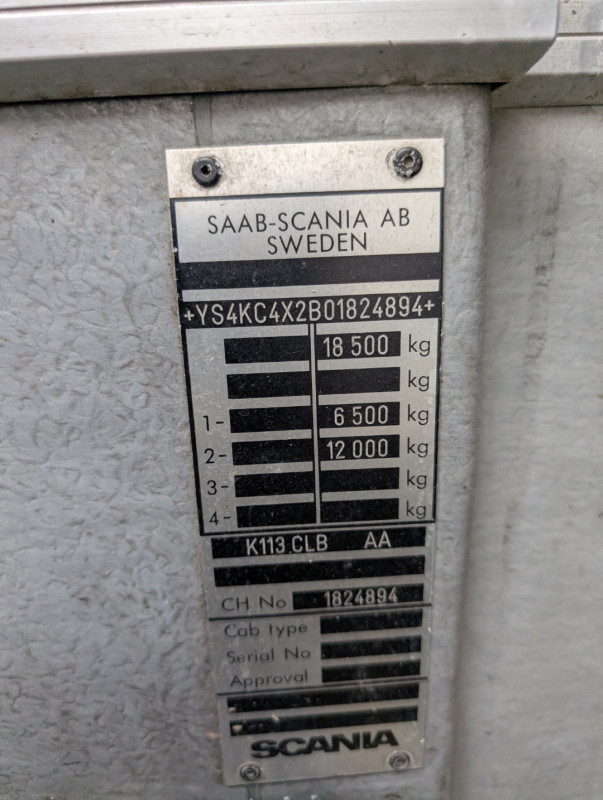 SAAB-SCANIA AB
SWEDEN
+YS4KC4X2B01824894+
18 500 kg
kg
1- 6 500 kg
2- 12 000 kg
3- kg
4- kg
K113 CLB AA
CH No 1824894
Cab type
Serial No
Approval
SCANIA